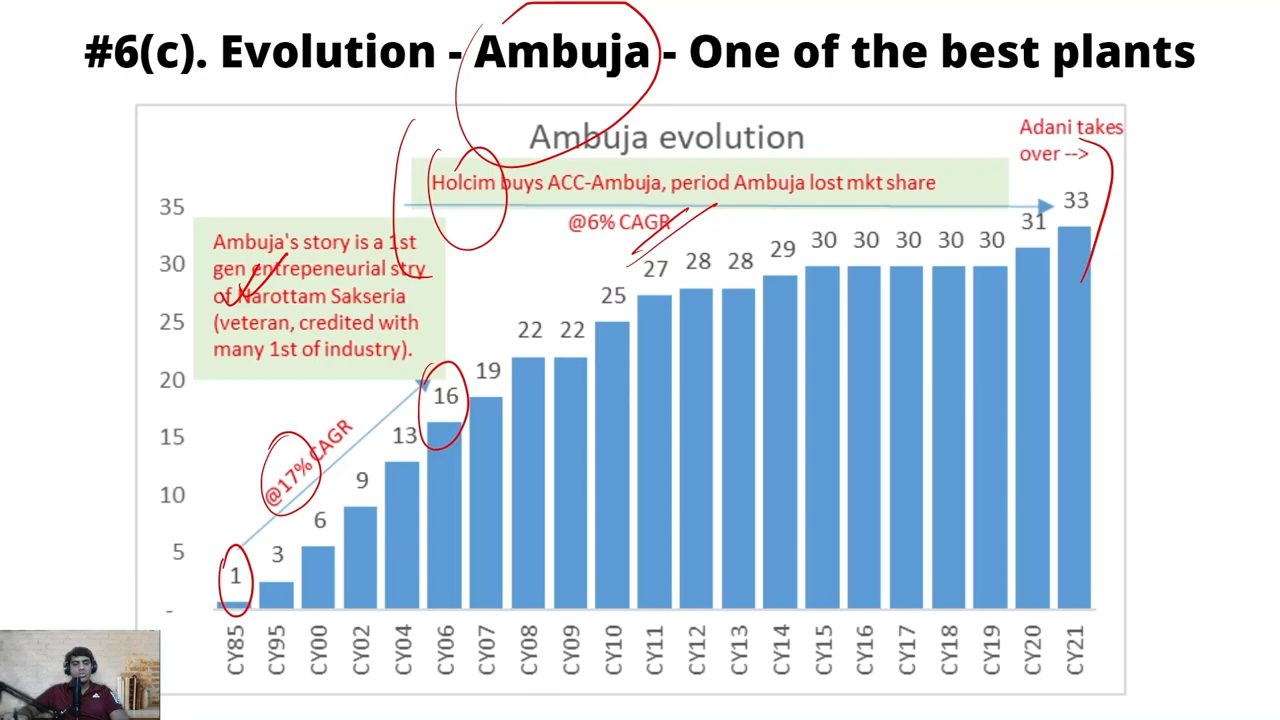 #6(c). Evolution - Ambuja - One of the best plants
Ambuja evolution
Adani takes
over -->
Holcim buys ACC-Ambuja, period Ambuja lost mkt share
@6% CAGR
Ambuja's story is a 1st
gen entrepeneurial stry
of Narottam Sakseria
(veteran, credited with
many 1st of industry).
@17% CAGR
35
30
25
20
15
10
5
-
1
3
6
9
13
16
19
22
22
25
27
28
28
29
30
30
30
30
30
31
33
CY85
CY95
CY00
CY02
CY04
CY06
CY07
CY08
CY09
CY10
CY11
CY12
CY13
CY14
CY15
CY16
CY17
CY18
CY19
CY20
CY21